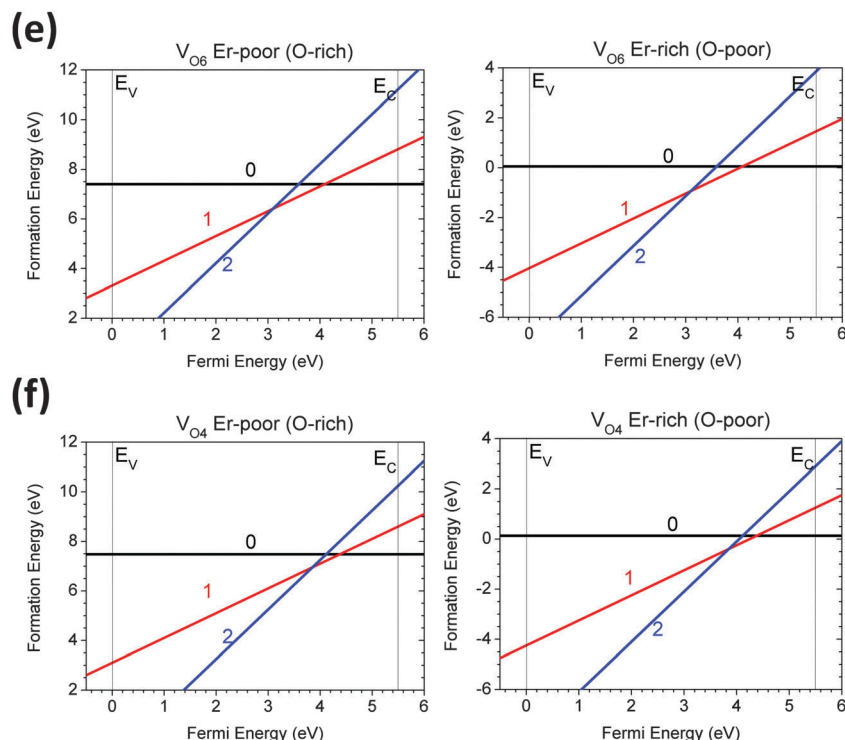 (e)
V_O6 Er-poor (O-rich)
V_O6 Er-rich (O-poor)
12
10
8
6
4
2
Formation Energy (eV)
E_V
E_C
0
1
2
0 1 2 3 4 5 6
Fermi Energy (eV)
4
2
0
-2
-4
-6
Formation Energy (eV)
E_V
E_C
0
1
2
0 1 2 3 4 5 6
Fermi Energy (eV)
(f)
V_O4 Er-poor (O-rich)
V_O4 Er-rich (O-poor)
12
10
8
6
4
2
Formation Energy (eV)
E_V
E_C
0
1
2
0 1 2 3 4 5 6
Fermi Energy (eV)
4
2
0
-2
-4
-6
Formation Energy (eV)
E_V
E_C
0
1
2
0 1 2 3 4 5 6
Fermi Energy (eV)